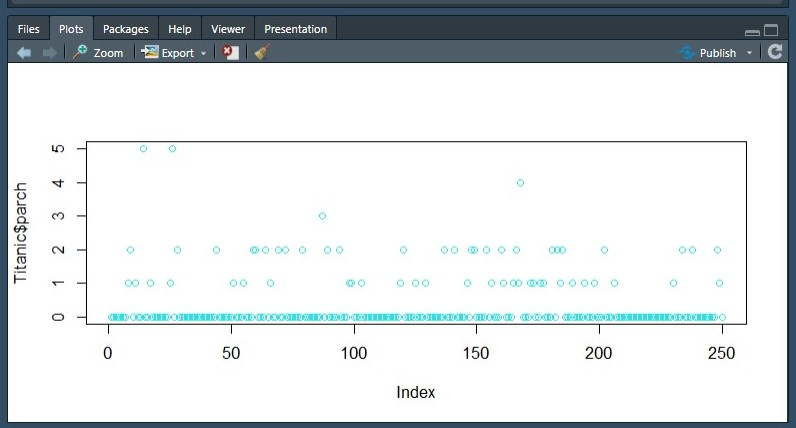 Files Plots Packages Help Viewer Presentation
Zoom Export Publish
Titanic$parch
5
4
3
2
1
0
0 50 100 150 200 250
Index